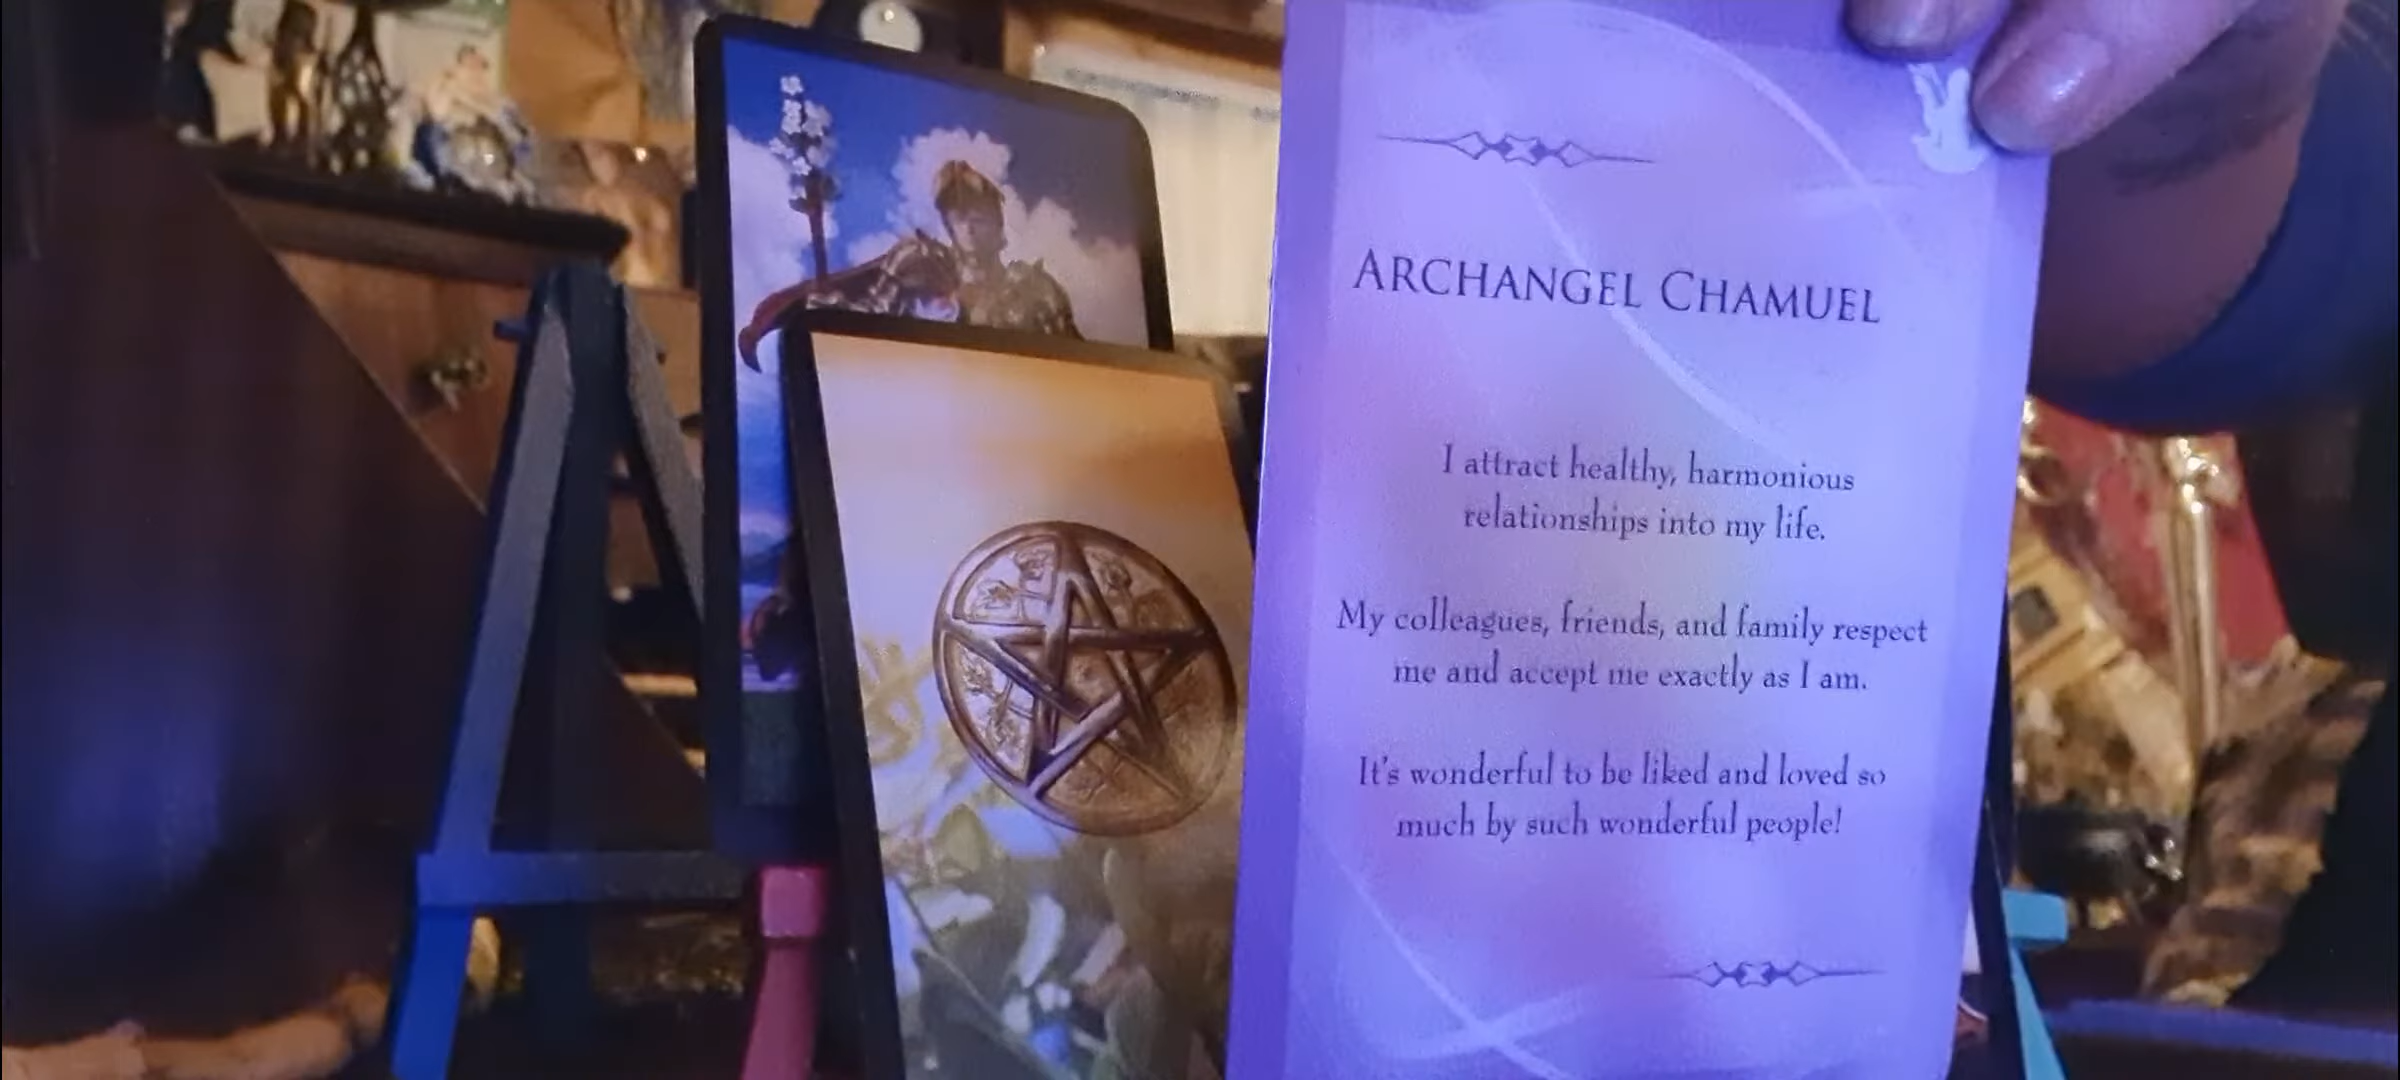 ARCHANGEL CHAMUEL
I attract healthy, harmonious
relationships into my life.
My colleagues, friends, and family respect
me and accept me exactly as I am.
It's wonderful to be liked and loved so
much by such wonderful people!